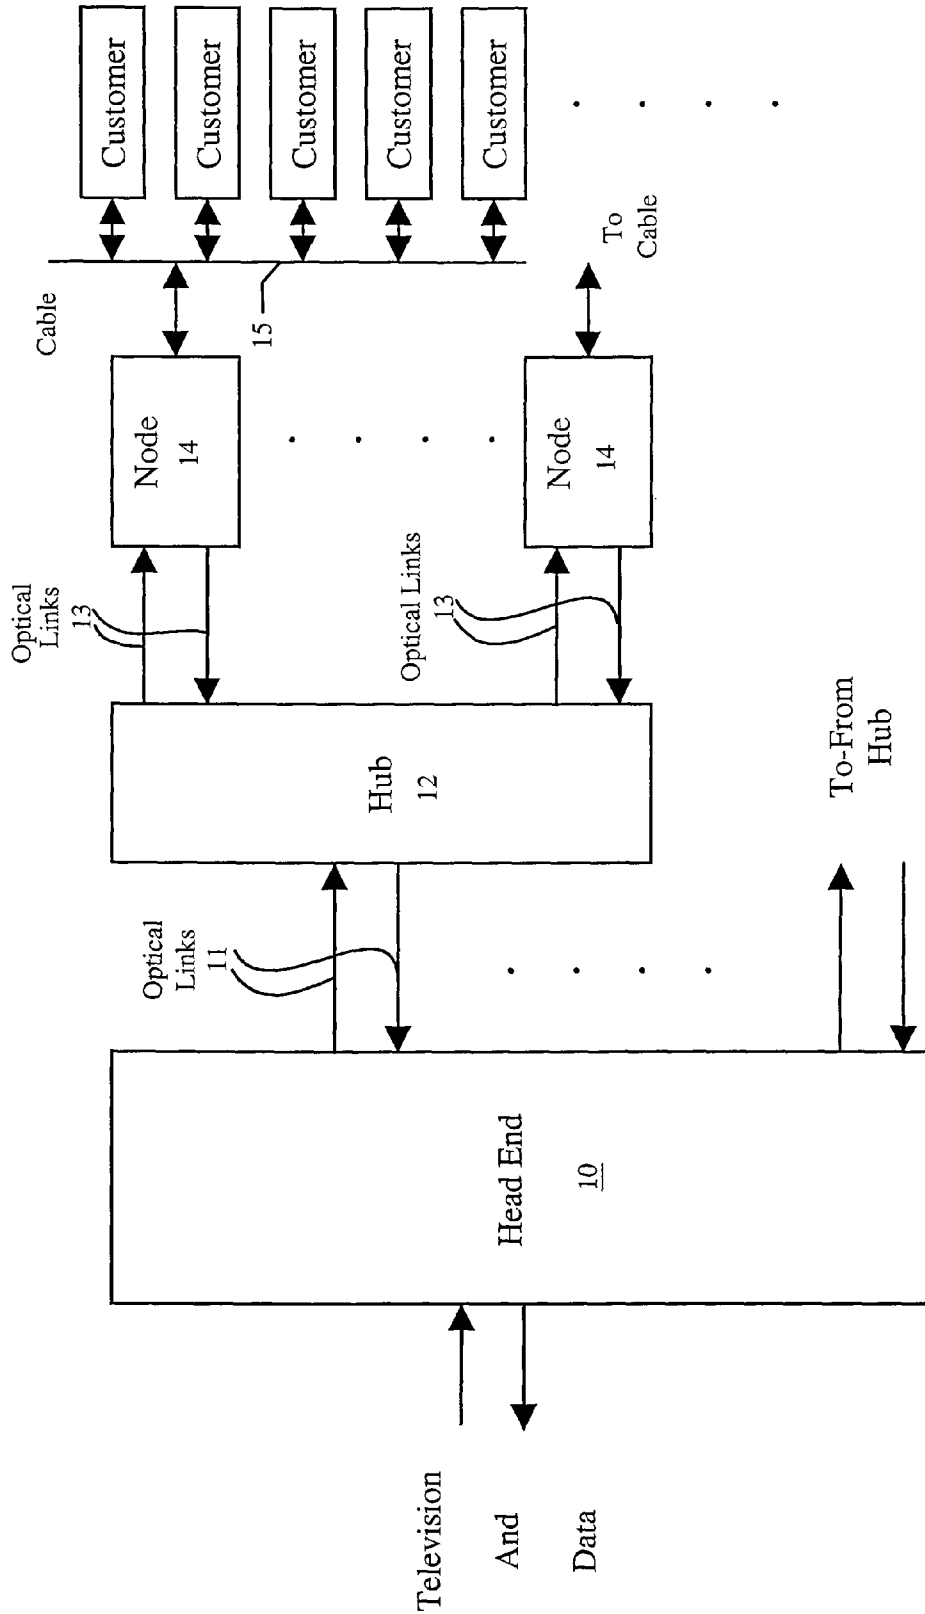 Television
And
Data
Head End
10
Optical
Links
11
To-From
Hub
Hub
12
Optical
Links
13
Optical Links
13
Node
14
Node
14
Cable
15
To
Cable
Customer
Customer
Customer
Customer
Customer